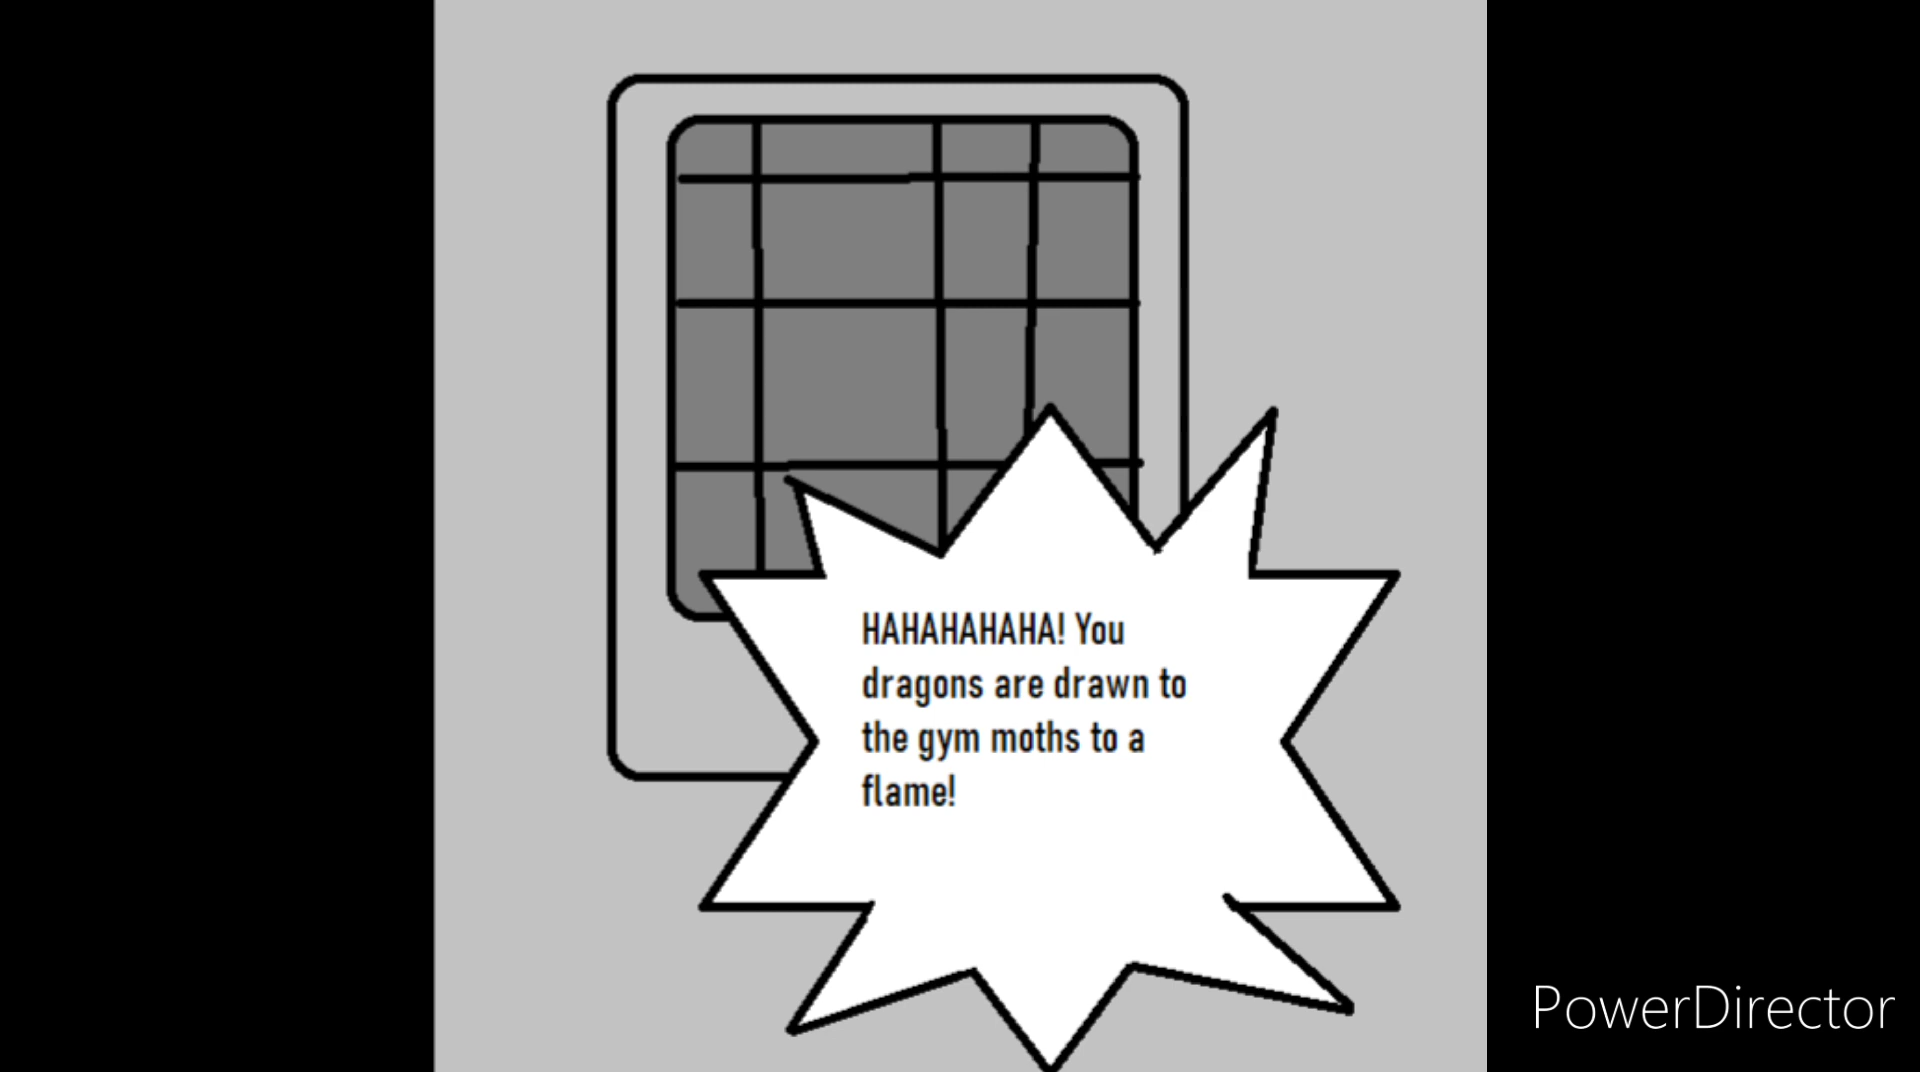 HAHAHAHAHA! You
dragons are drawn to
the gym moths to a
flame!
PowerDirector